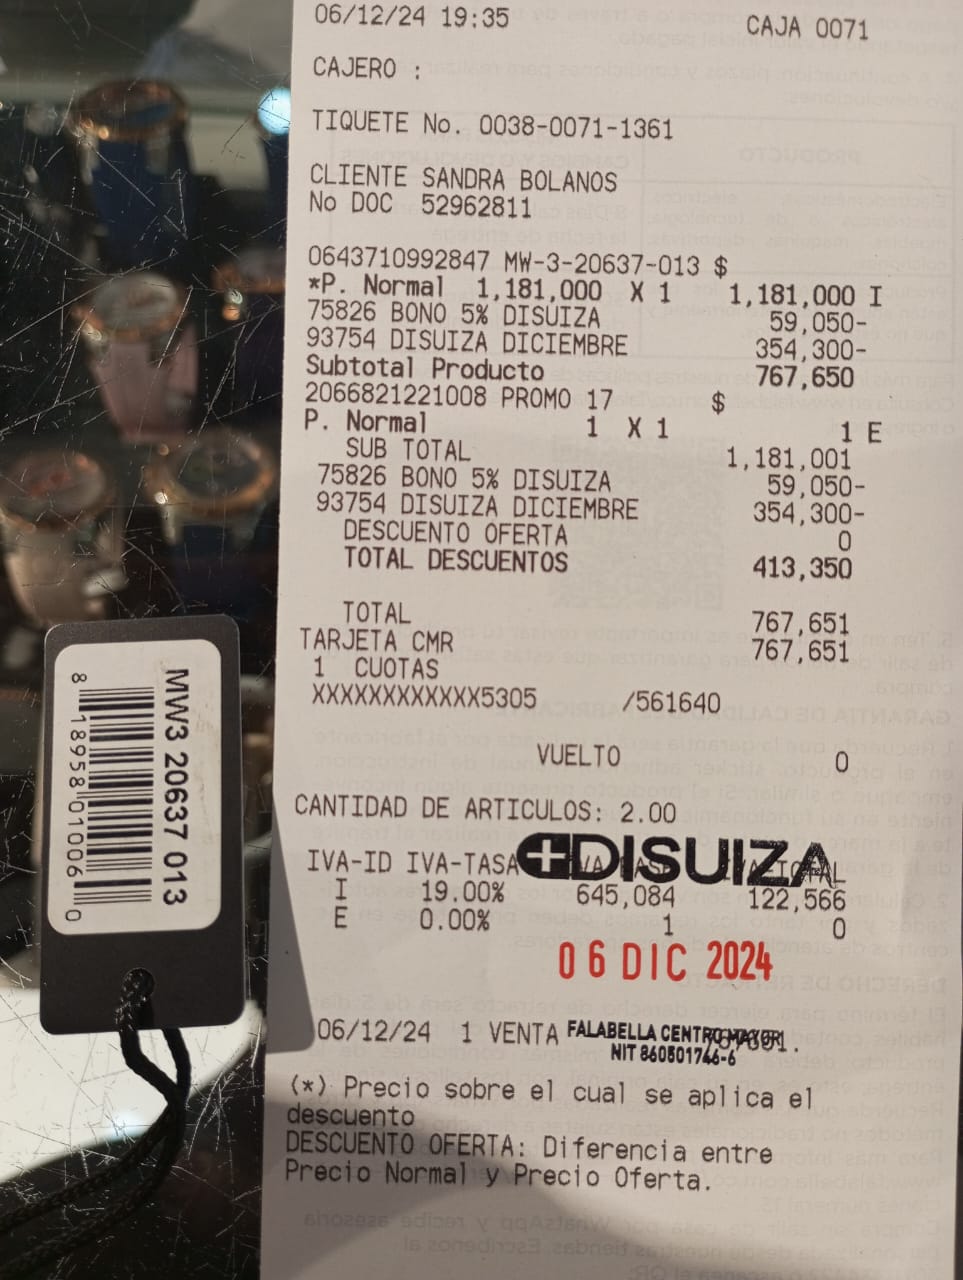 06/12/24 19:35 CAJA 0071
CAJERO :
TIQUETE No. 0038-0071-1361
CLIENTE SANDRA BOLANOS
No DOC 52962811
0643710992847 MW-3-20637-013 $
*P. Normal 1,181,000 X 1 1,181,000 I
75826 BONO 5% DISUIZA 59,050-
93754 DISUIZA DICIEMBRE 354,300-
Subtotal Producto 767,650
2066821221008 PROMO 17 $
P. Normal 1 X 1 1 E
SUB TOTAL 1,181,001
75826 BONO 5% DISUIZA 59,050-
93754 DISUIZA DICIEMBRE 354,300-
DESCUENTO OFERTA 0
TOTAL DESCUENTOS 413,350
TOTAL 767,651
TARJETA CMR 767,651
1 CUOTAS
XXXXXXXXXXXX5305 /561640
VUELTO 0
CANTIDAD DE ARTICULOS: 2.00
DISUIZA
IVA-ID IVA-TASA
I 19.00% 645,084 122,566
E 0.00% 1 0
06 DIC 2024
06/12/24 1 VENTA
FALABELLA CENTRO MAYOR
NIT 860501746-6
(*) Precio sobre el cual se aplica el
descuento
DESCUENTO OFERTA: Diferencia entre
Precio Normal y Precio Oferta.
MW3 20637 013
8 18958 01006 0